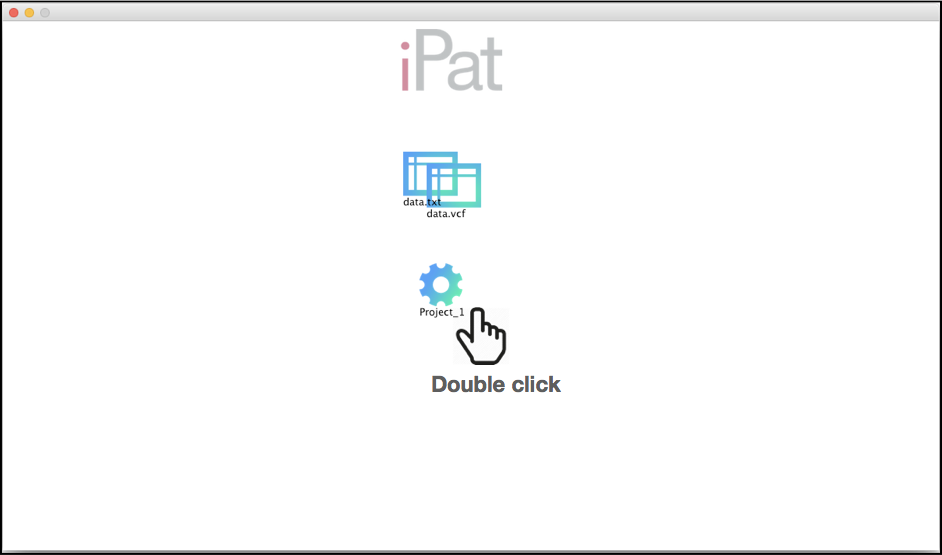 iPat
data.txt
data.vcf
Project_1
Double click